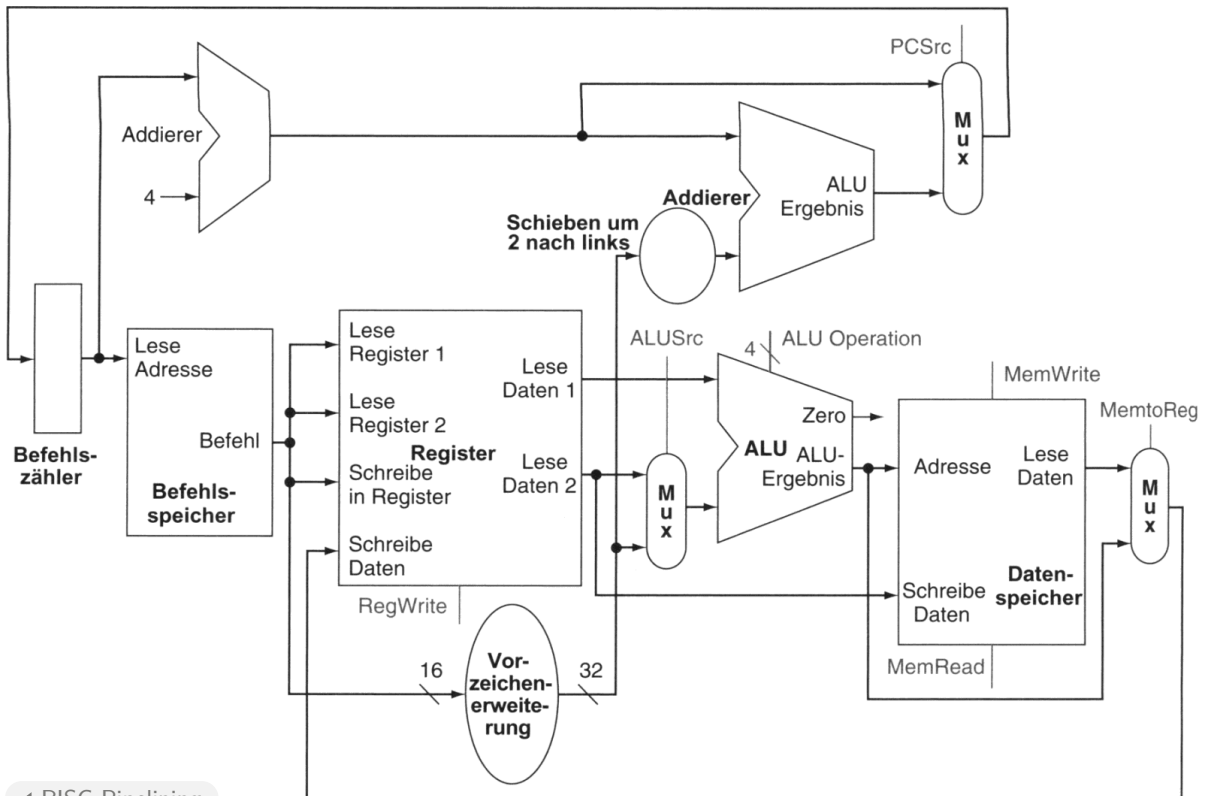 PCSrc
Addierer
4
M
u
x
ALU
Ergebnis
Addierer
Schieben um
2 nach links
Lese
Adresse
Befehl
Befehls-
speicher
Befehls-
zähler
Lese
Register 1
Lese
Register 2
Register
Schreibe
in Register
Schreibe
Daten
Lese
Daten 1
Lese
Daten 2
RegWrite
ALUSrc
M
u
x
4
ALU Operation
Zero
ALU
ALU-
Ergebnis
MemWrite
Adresse
Lese
Daten
Schreibe
Daten
Daten-
speicher
MemRead
MemtoReg
M
u
x
16
Vor-
zeichen-
erweite-
rung
32
RISC Pipelining